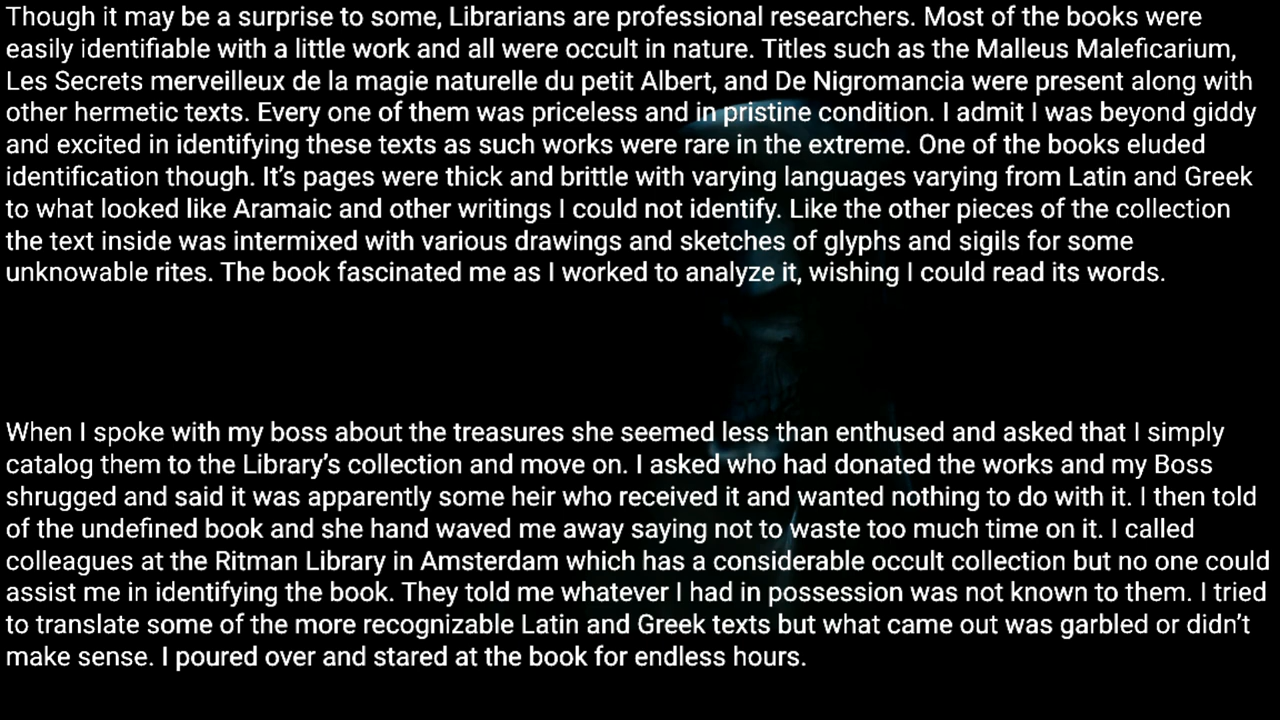 Though it may be a surprise to some, Librarians are professional researchers. Most of the books were
easily identifiable with a little work and all were occult in nature. Titles such as the Malleus Maleficarium,
Les Secrets merveilleux de la magie naturelle du petit Albert, and De Nigromancia were present along with
other hermetic texts. Every one of them was priceless and in pristine condition. I admit I was beyond giddy
and excited in identifying these texts as such works were rare in the extreme. One of the books eluded
identification though. It’s pages were thick and brittle with varying languages varying from Latin and Greek
to what looked like Aramaic and other writings I could not identify. Like the other pieces of the collection
the text inside was intermixed with various drawings and sketches of glyphs and sigils for some
unknowable rites. The book fascinated me as I worked to analyze it, wishing I could read its words.
When I spoke with my boss about the treasures she seemed less than enthused and asked that I simply
catalog them to the Library’s collection and move on. I asked who had donated the works and my Boss
shrugged and said it was apparently some heir who received it and wanted nothing to do with it. I then told
of the undefined book and she hand waved me away saying not to waste too much time on it. I called
colleagues at the Ritman Library in Amsterdam which has a considerable occult collection but no one could
assist me in identifying the book. They told me whatever I had in possession was not known to them. I tried
to translate some of the more recognizable Latin and Greek texts but what came out was garbled or didn’t
make sense. I poured over and stared at the book for endless hours.